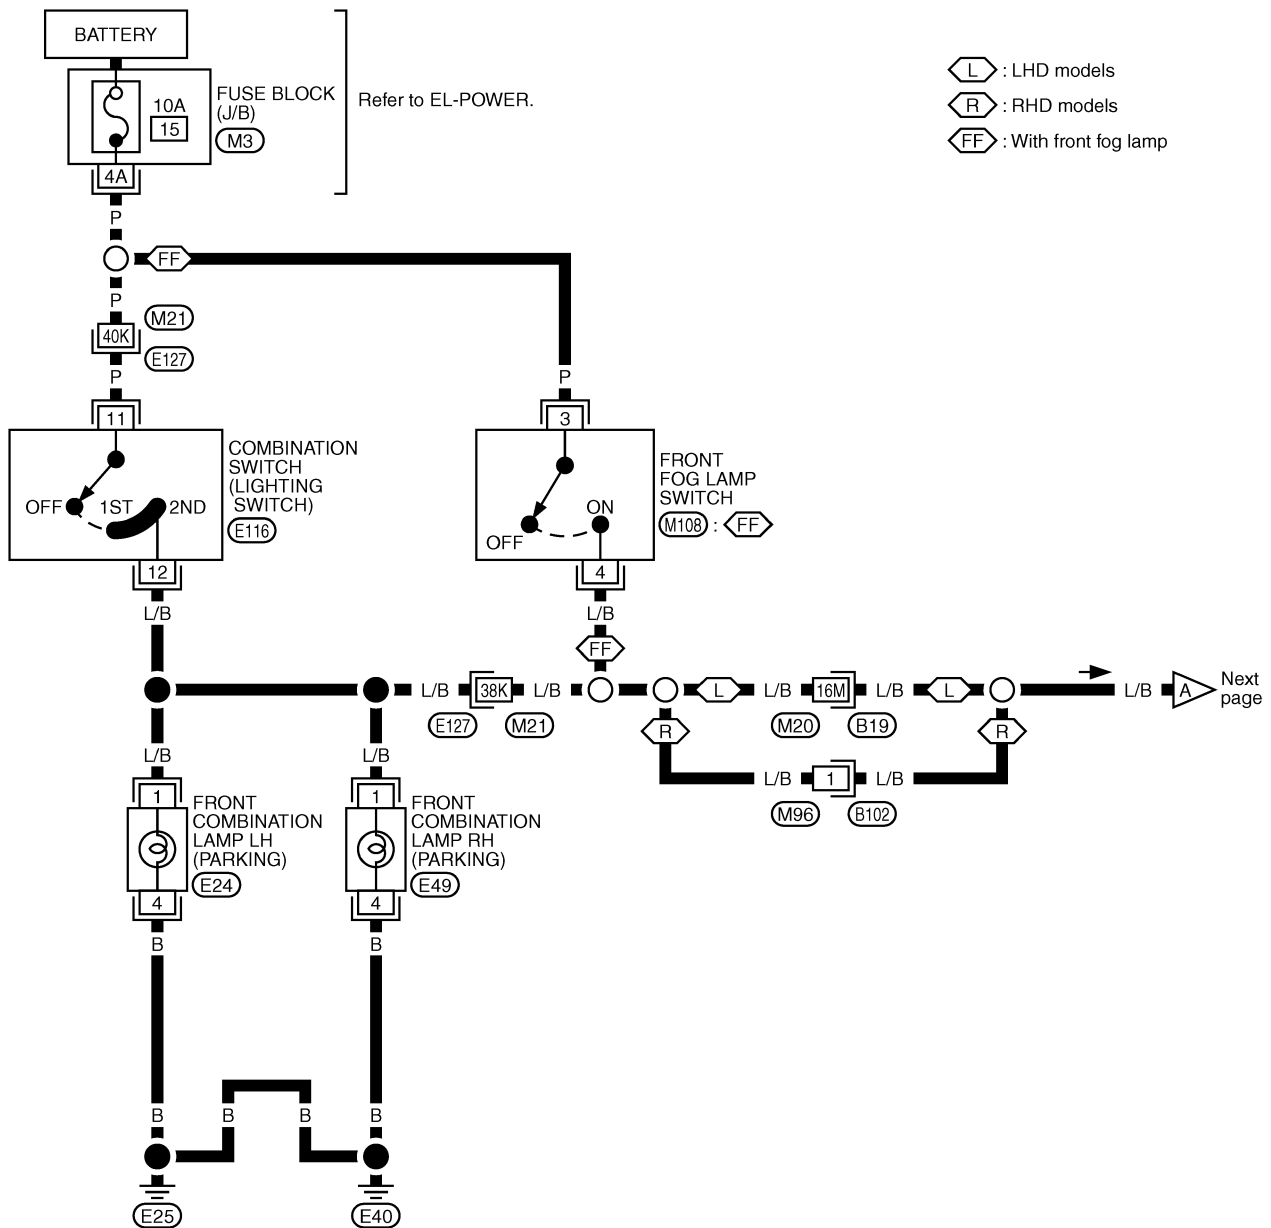 BATTERY
FUSE BLOCK
(J/B)
M3
10A
15
4A
Refer to EL-POWER.
L : LHD models
R : RHD models
FF : With front fog lamp
P
FF
P
M21
40K
E127
P
P
11
3
COMBINATION
SWITCH
(LIGHTING
SWITCH)
E116
OFF
1ST
2ND
12
FRONT
FOG LAMP
SWITCH
M108 : FF
ON
OFF
4
L/B
L/B
FF
L/B
38K
L/B
L
L/B
16M
L/B
L
L/B
A
Next
page
E127
M21
R
M20
B19
R
L/B
L/B
L/B
1
L/B
M96
B102
1
FRONT
COMBINATION
LAMP LH
(PARKING)
E24
4
1
FRONT
COMBINATION
LAMP RH
(PARKING)
E49
4
B
B
B
B
B
B
E25
E40